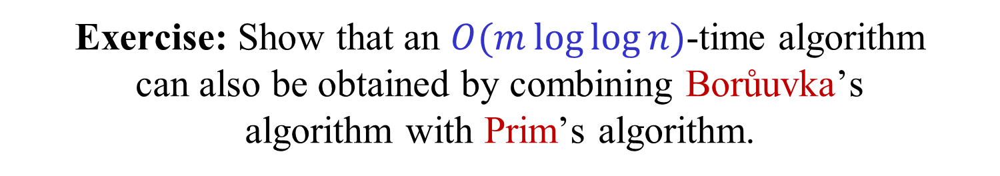 Exercise: Show that an O(m log log n)-time algorithm
can also be obtained by combining Borůuvka's
algorithm with Prim's algorithm.